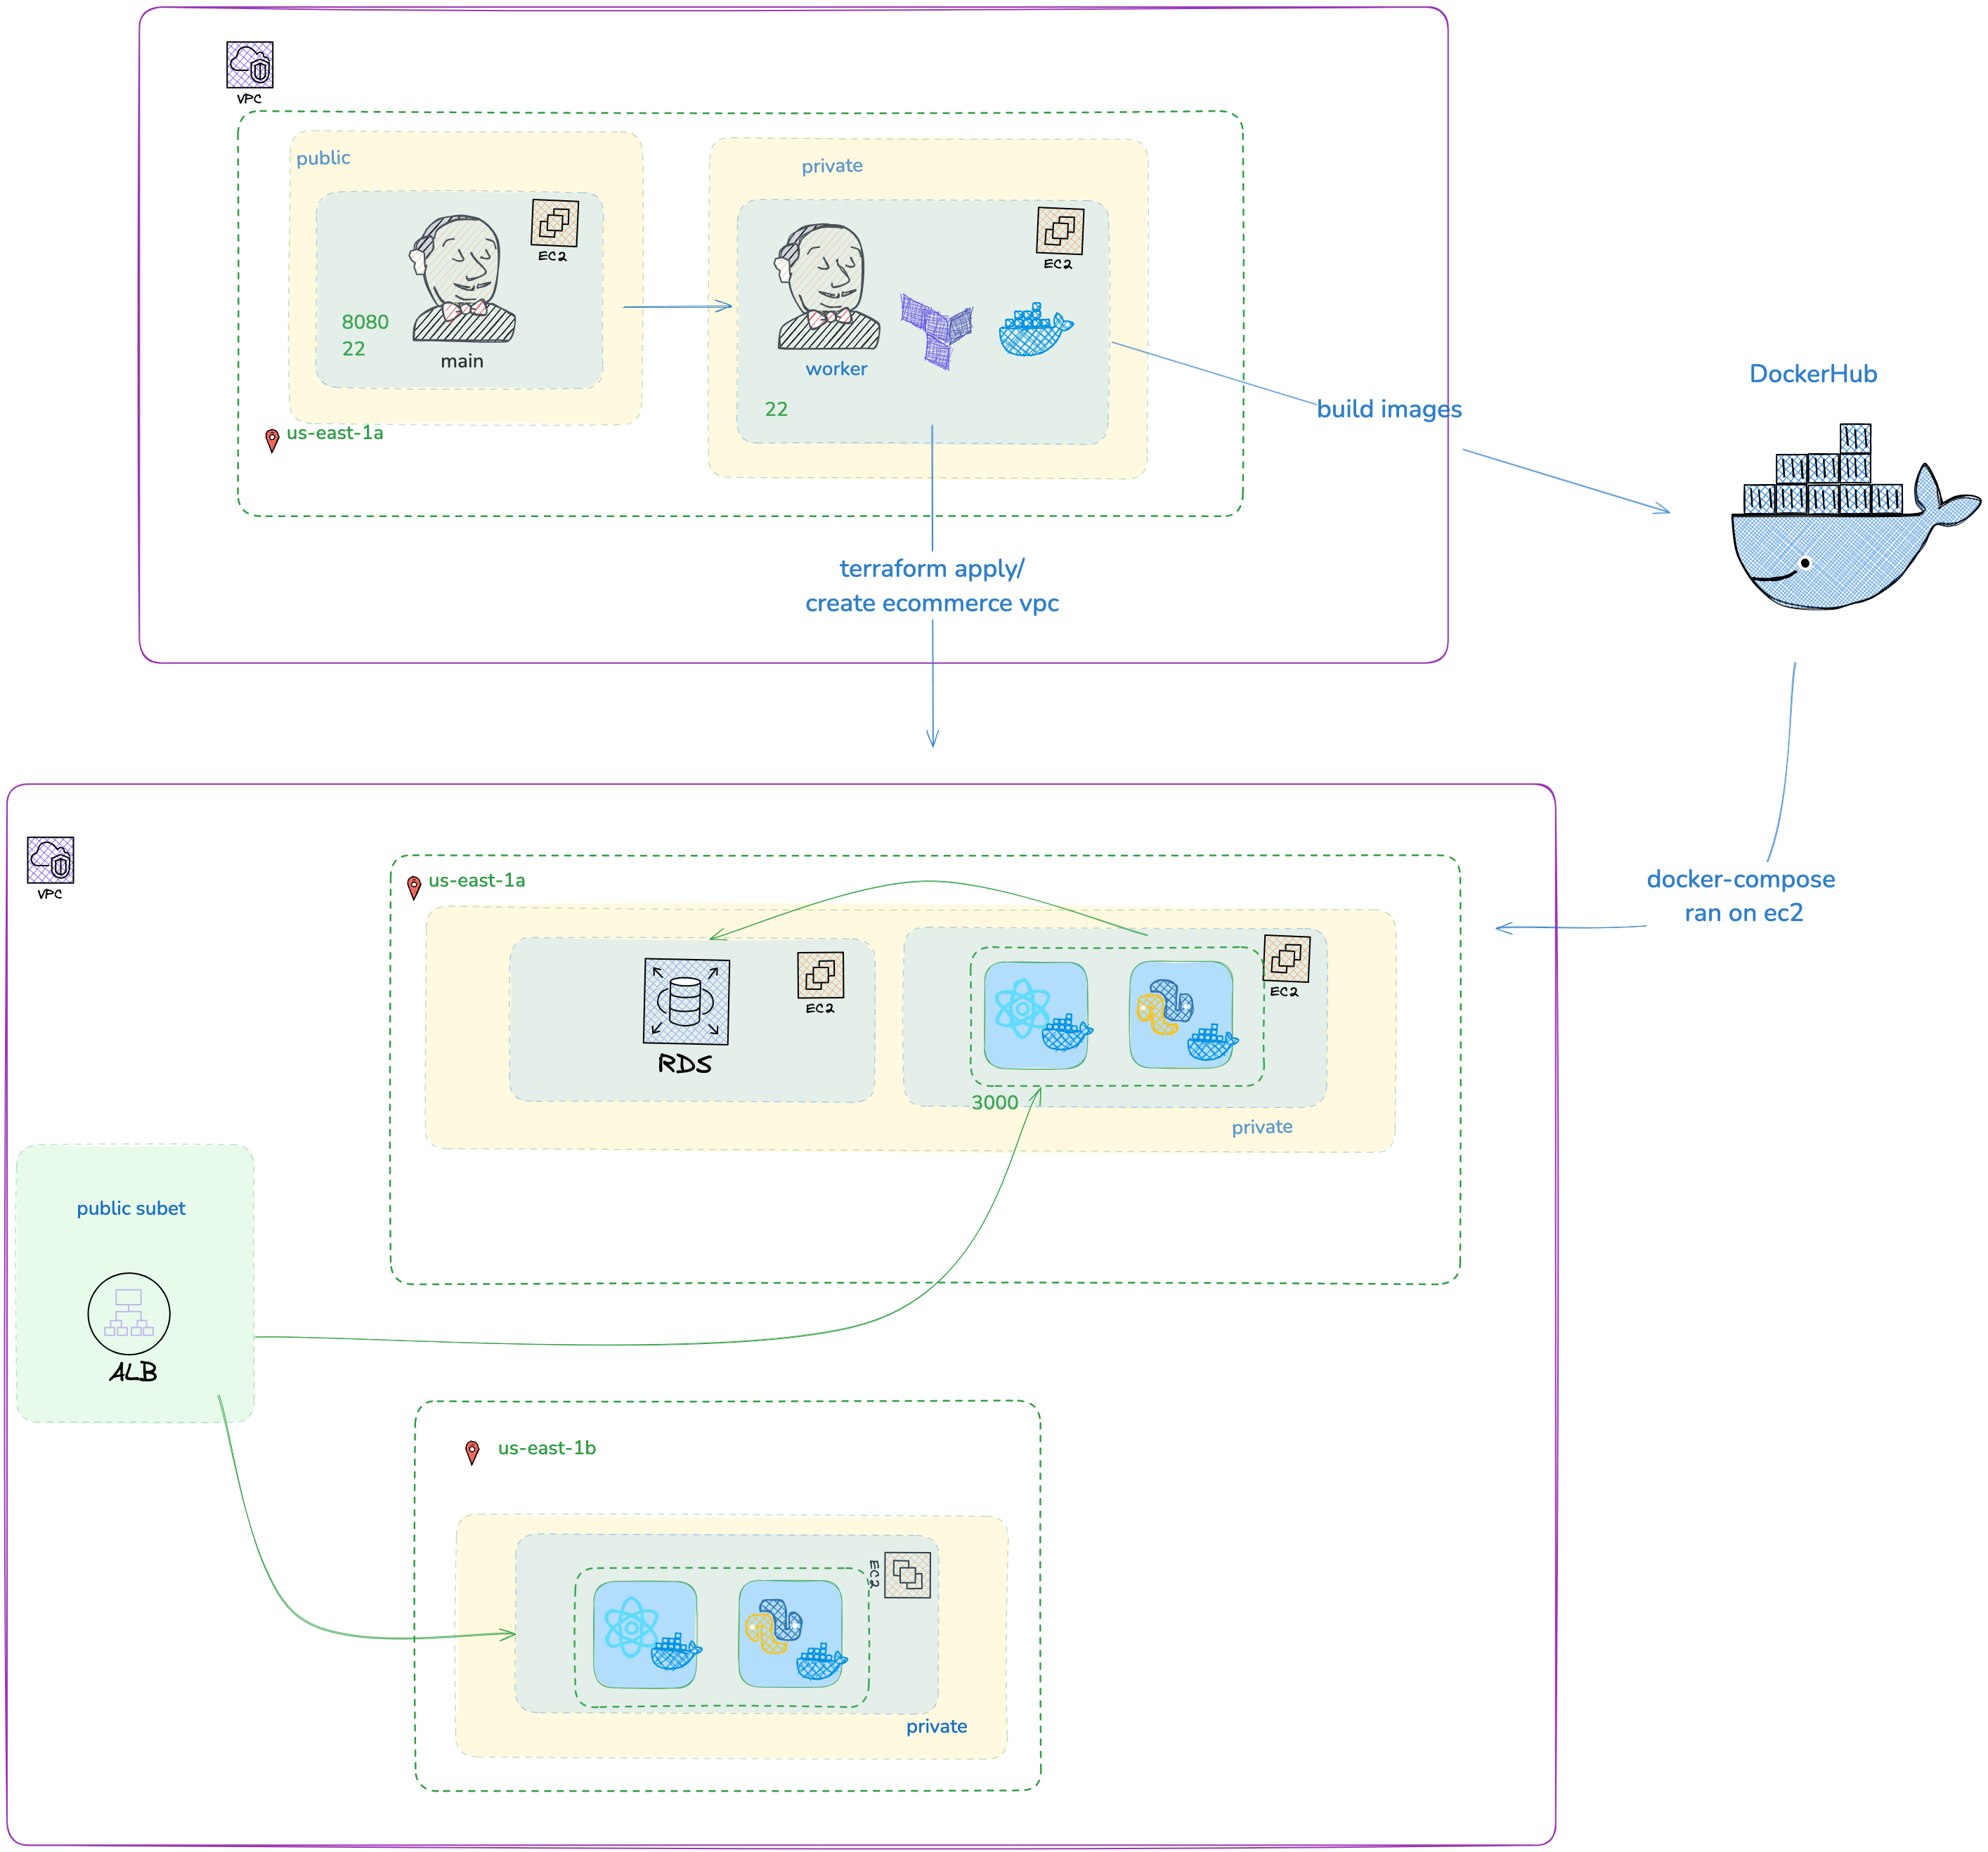 VPC
public
private
EC2
EC2
8080
22
main
worker
22
us-east-1a
build images
DockerHub
terraform apply/
create ecommerce vpc
VPC
us-east-1a
docker-compose
ran on ec2
EC2
EC2
RDS
3000
private
public subet
ALB
us-east-1b
EC2
private